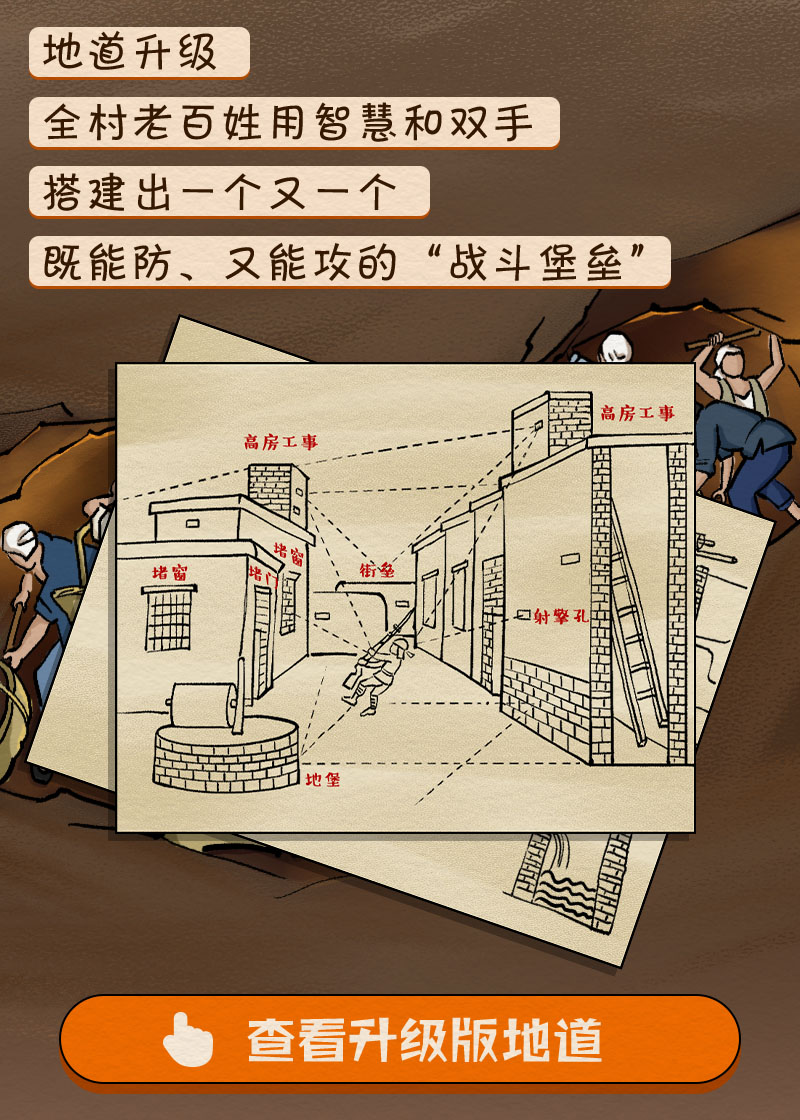 地道升级
全村老百姓用智慧和双手
搭建出一个又一个
既能防、又能攻的“战斗堡垒”
高房工事
高房工事
堵窗
堵窗
堵门
街垒
射擊孔
地堡
查看升级版地道